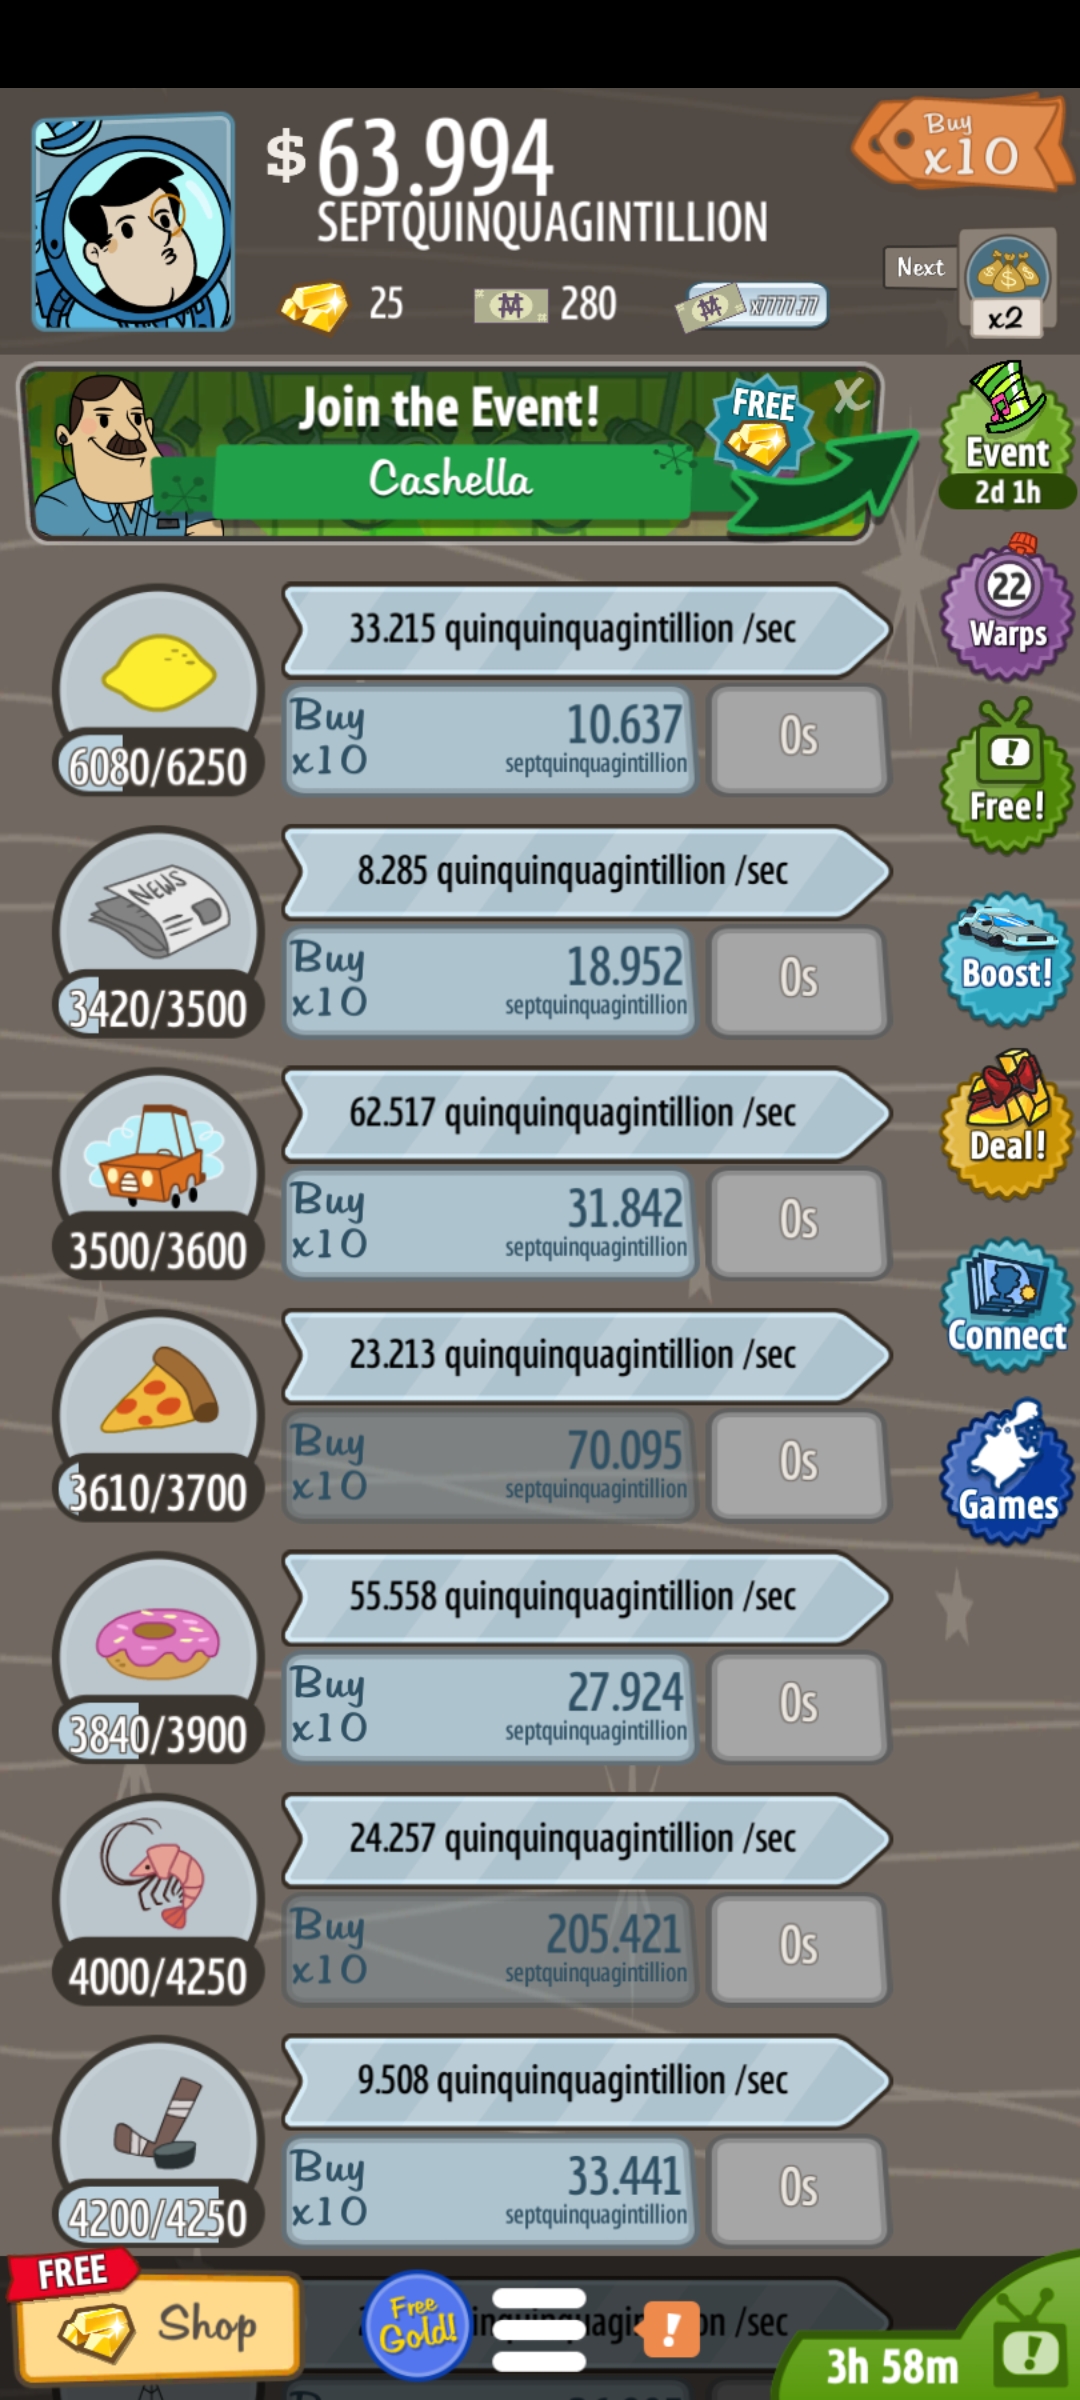 $ 63.994
SEPTQUINQUAGINTILLION
Buy
x10
25
280
x7777.77
Next
x2
Join the Event!
Cashella
FREE
X
Event
2d 1h
22
Warps
Free!
Boost!
Deal!
Connect
Games
33.215 quinquinquagintillion /sec
6080/6250
Buy
x10
10.637
septquinquagintillion
0s
NEWS
8.285 quinquinquagintillion /sec
3420/3500
Buy
x10
18.952
septquinquagintillion
0s
62.517 quinquinquagintillion /sec
3500/3600
Buy
x10
31.842
septquinquagintillion
0s
23.213 quinquinquagintillion /sec
3610/3700
Buy
x10
70.095
septquinquagintillion
0s
55.558 quinquinquagintillion /sec
3840/3900
Buy
x10
27.924
septquinquagintillion
0s
24.257 quinquinquagintillion /sec
4000/4250
Buy
x10
205.421
septquinquagintillion
0s
9.508 quinquinquagintillion /sec
4200/4250
Buy
x10
33.441
septquinquagintillion
0s
FREE
Shop
Free
Gold!
!
/sec
3h 58m
!
Buy